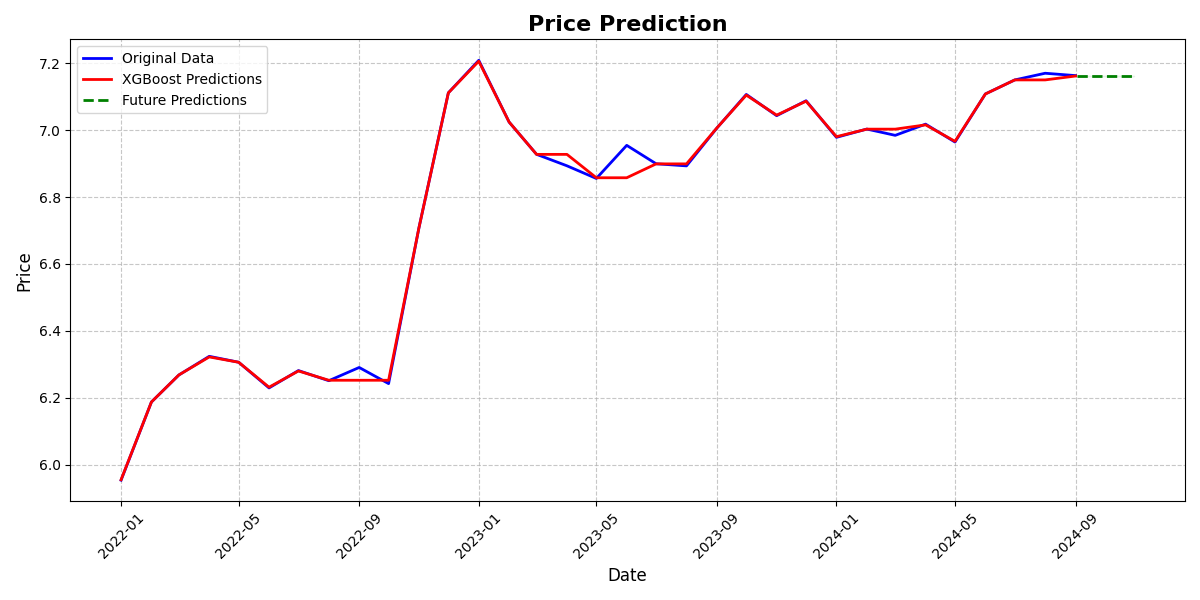 Price Prediction
Original Data
XGBoost Predictions
Future Predictions
Price
7.2
7.0
6.8
6.6
6.4
6.2
6.0
2022-01
2022-05
2022-09
2023-01
2023-05
2023-09
2024-01
2024-05
2024-09
Date